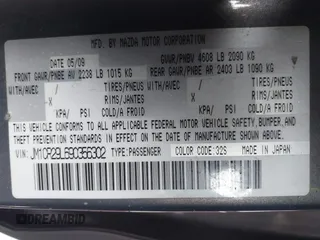 MFD. BY MAZDA MOTOR CORPORATION
DATE 05/09 GVWR/PNBV 4608 LB 2090 KG
FRONT GAWR/PNBE AV 2238 LB 1015 KG REAR GAWR/PNBE AR 2403 LB 1090 KG
WITH/AVEC / TIRES/PNEUS WITH/AVEC / TIRES/PNEUS
X RIMS/JANTES X RIMS/JANTES
KPA/ PSI KPA/ PSI
COLD/A FROID COLD/A FROID
THIS VEHICLE CONFORMS TO ALL APPLICABLE FEDERAL MOTOR VEHICLE SAFETY, BUMPER, AND
THEFT PREVENTION STANDARDS IN EFFECT ON THE DATE OF MANUFACTURE SHOWN ABOVE.
JM1CR29L690356302 TYPE:PASSENGER COLOR CODE:32S MADE IN JAPAN
DREAMBID